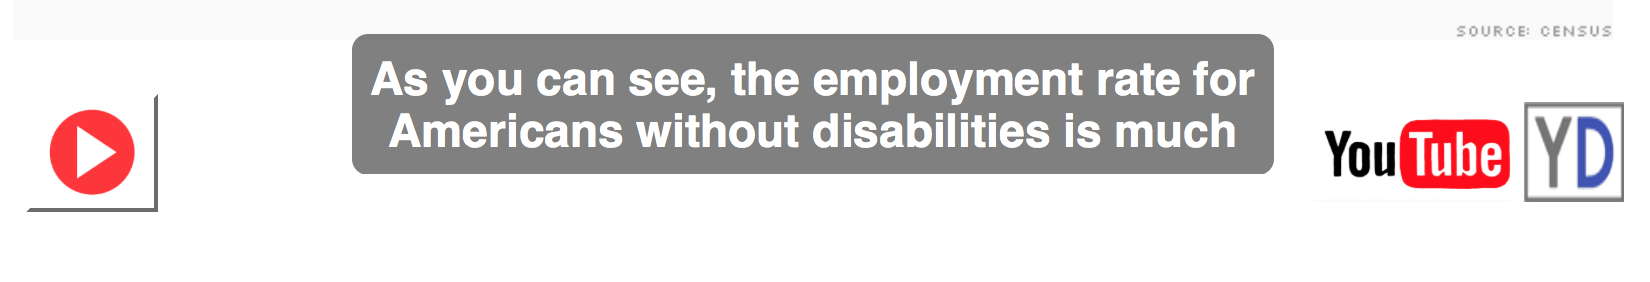 SOURCE: CENSUS
As you can see, the employment rate for
Americans without disabilities is much
YouTube
YD